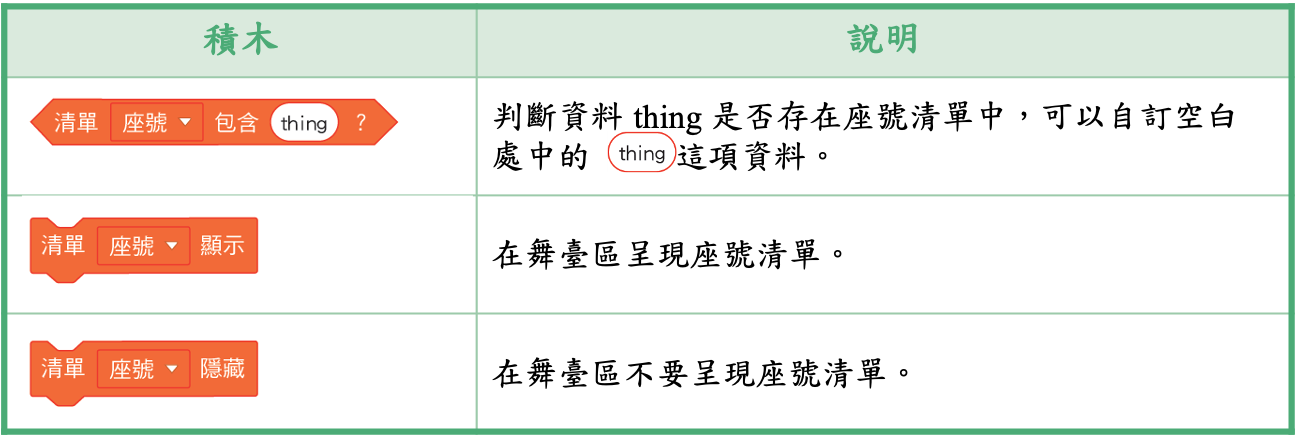 積木
說明
清單 座號 包含 thing ?
判斷資料 thing 是否存在座號清單中，可以自訂空白
處中的 thing 這項資料。
清單 座號 顯示
在舞臺區呈現座號清單。
清單 座號 隱藏
在舞臺區不要呈現座號清單。